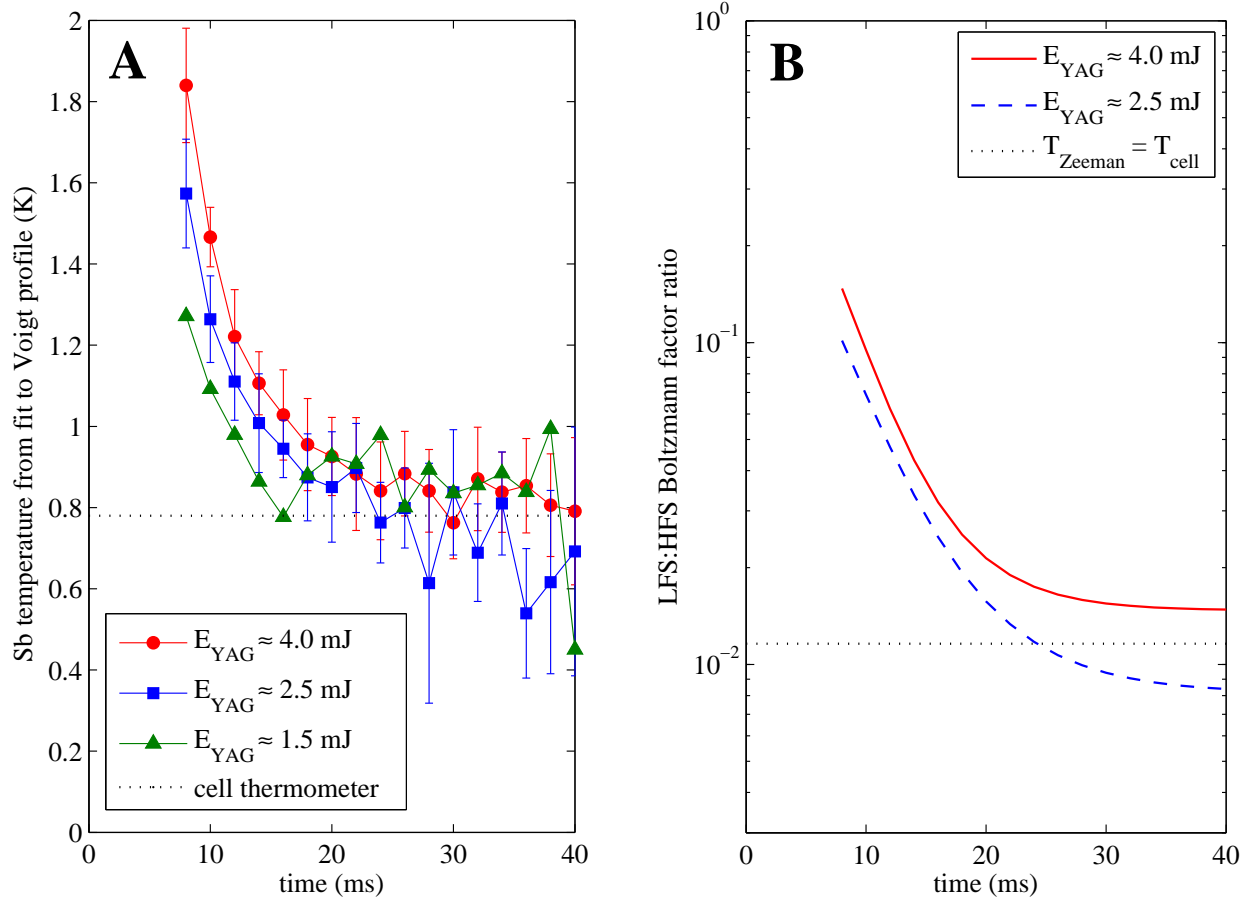 A
Sb temperature from fit to Voigt profile (K)
2
1.8
1.6
1.4
1.2
1
0.8
0.6
0.4
0.2
0
0 10 20 30 40
time (ms)
E_YAG ≈ 4.0 mJ
E_YAG ≈ 2.5 mJ
E_YAG ≈ 1.5 mJ
cell thermometer
B
LFS:HFS Boltzmann factor ratio
10^0
10^-1
10^-2
0 10 20 30 40
time (ms)
E_YAG ≈ 4.0 mJ
E_YAG ≈ 2.5 mJ
T_Zeeman = T_cell